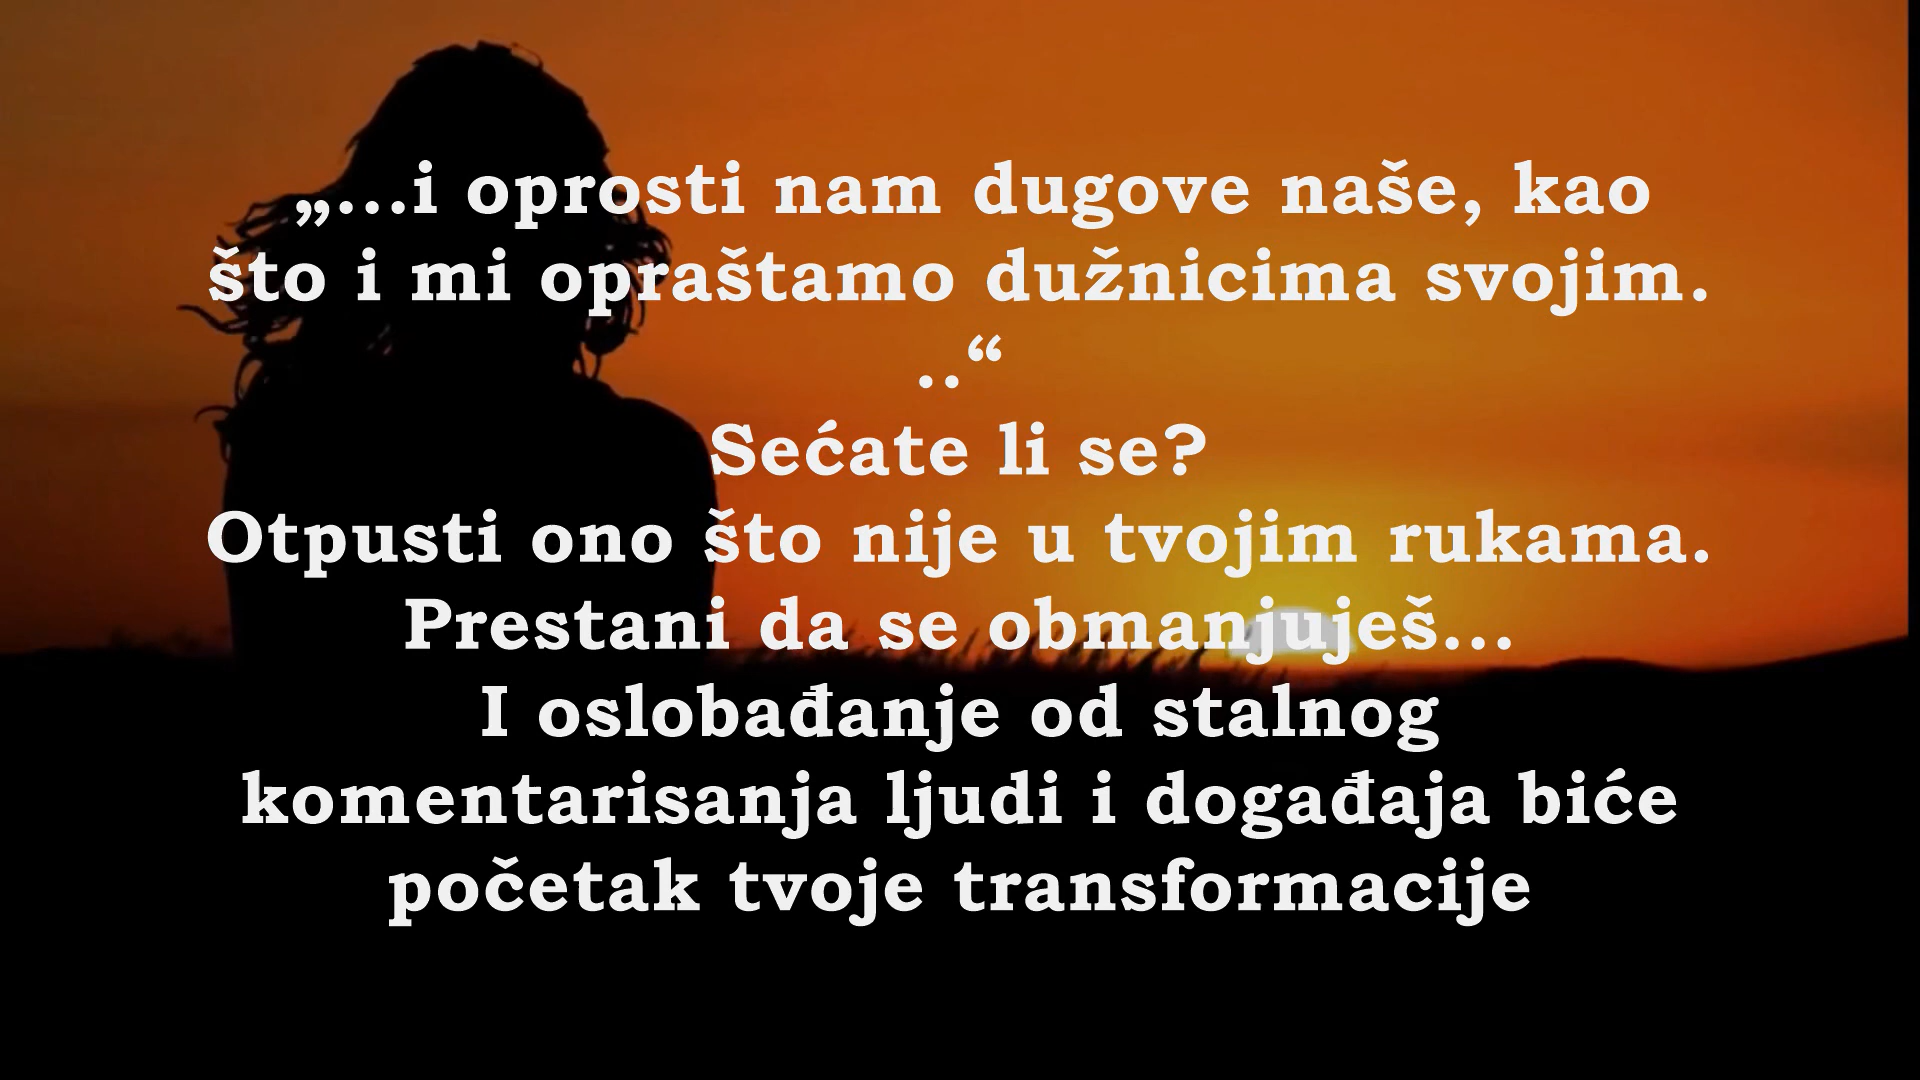 „...i oprosti nam dugove naše, kao
što i mi opraštamo dužnicima svojim.
..“
Sećate li se?
Otpusti ono što nije u tvojim rukama.
Prestani da se obmanjuješ...
I oslobađanje od stalnog
komentarisanja ljudi i događaja biće
početak tvoje transformacije